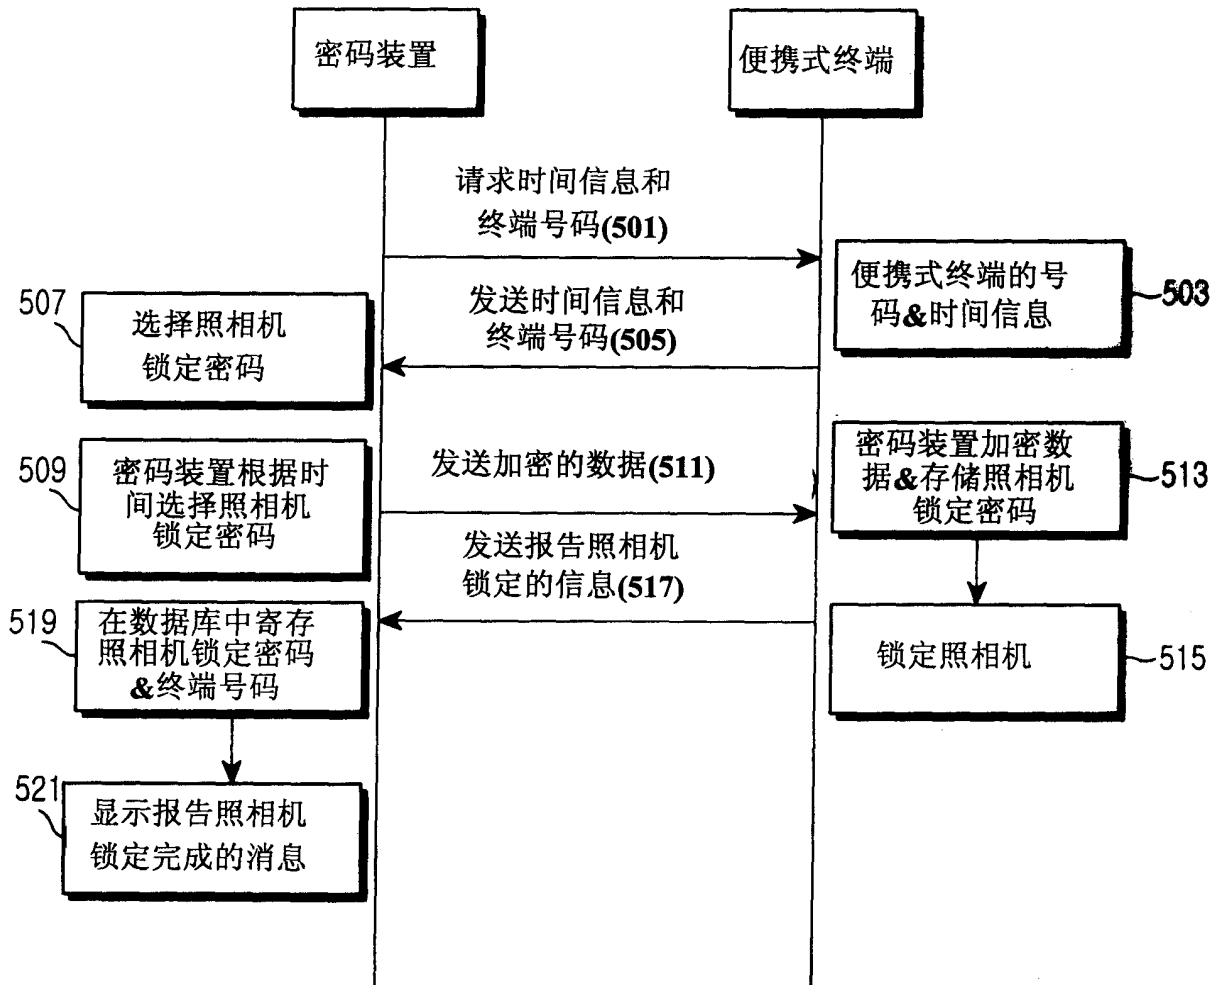 密码装置
便携式终端
请求时间信息和
终端号码(501)
便携式终端的号
码&时间信息
503
发送时间信息和
终端号码(505)
507
选择照相机
锁定密码
509
密码装置根据时
间选择照相机
锁定密码
发送加密的数据(511)
密码装置加密数
据&存储照相机
锁定密码
513
发送报告照相机
锁定的信息(517)
锁定照相机
515
519
在数据库中寄存
照相机锁定密码
&终端号码
521
显示报告照相机
锁定完成的消息